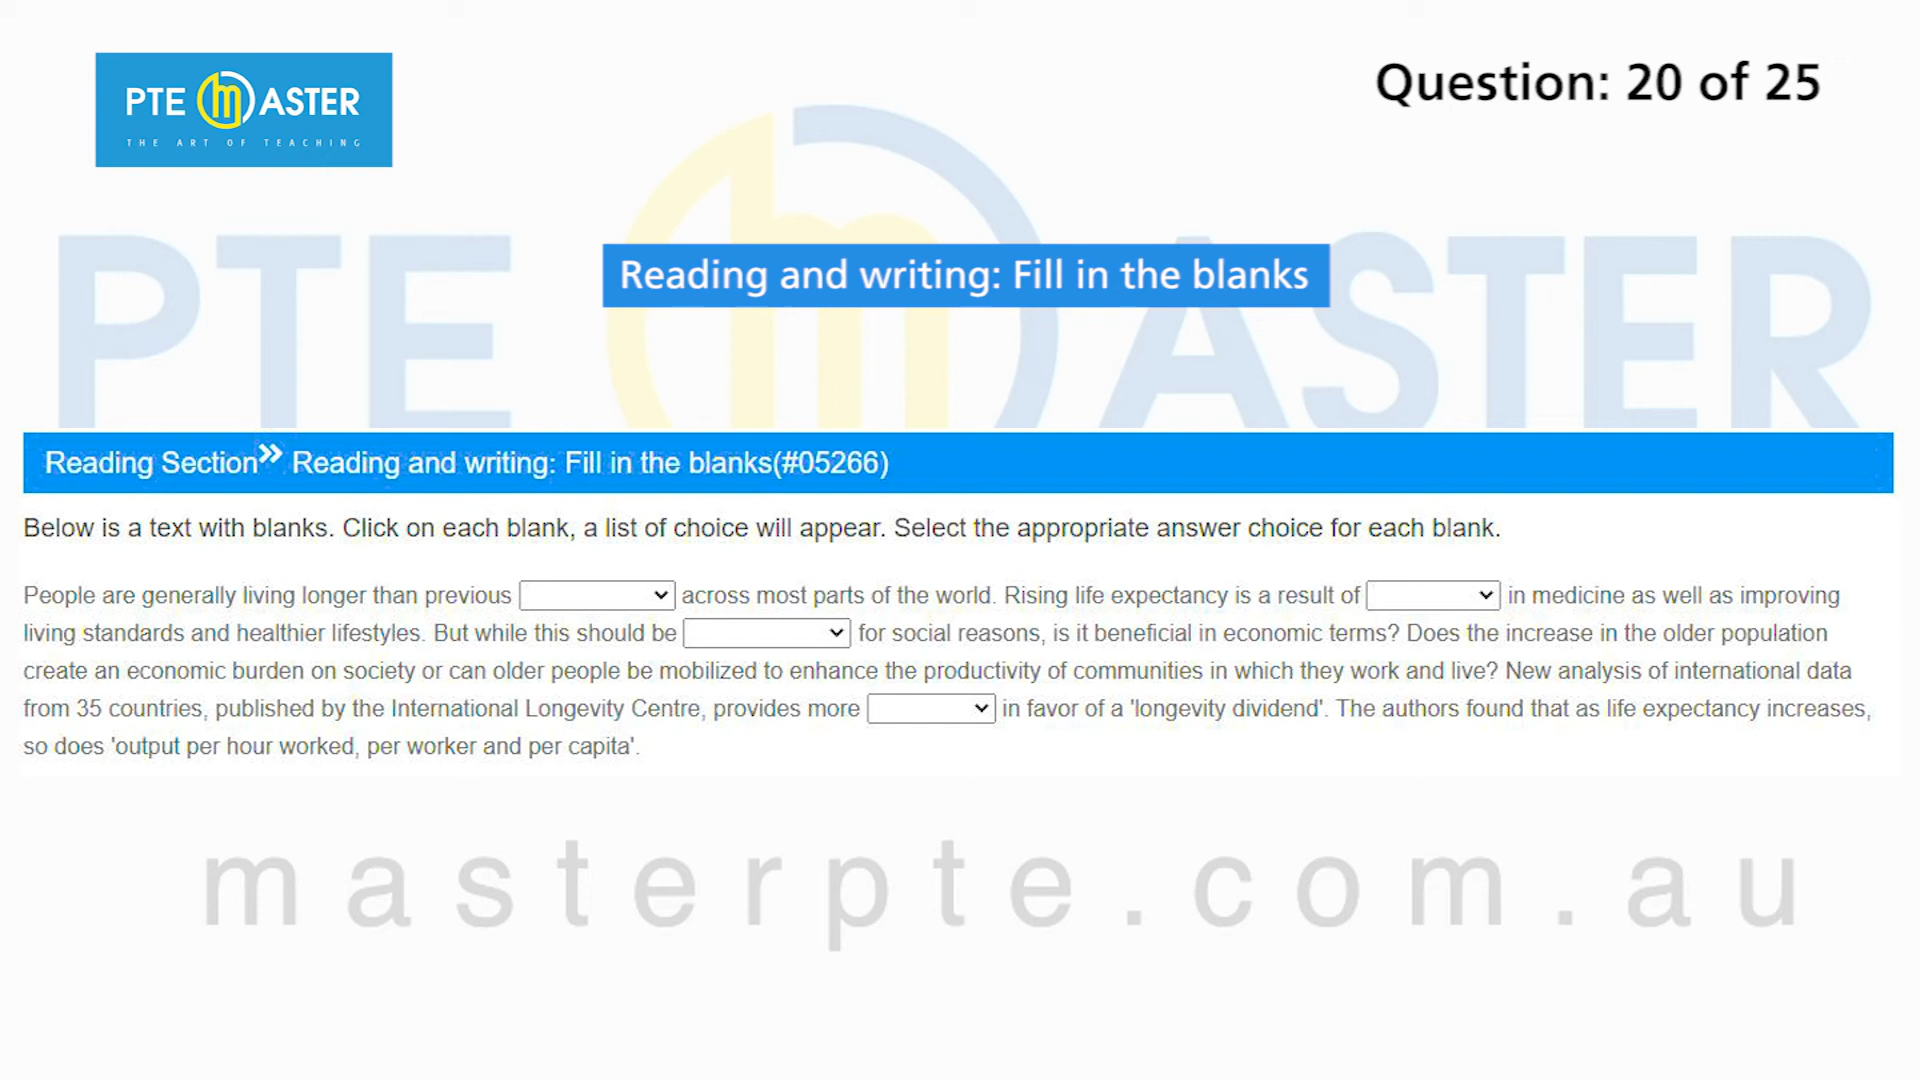 PTE MASTER
THE ART OF TEACHING
Question: 20 of 25
PTE MASTER
Reading and writing: Fill in the blanks
Reading Section» Reading and writing: Fill in the blanks(#05266)
Below is a text with blanks. Click on each blank, a list of choice will appear. Select the appropriate answer choice for each blank.
People are generally living longer than previous across most parts of the world. Rising life expectancy is a result of in medicine as well as improving
living standards and healthier lifestyles. But while this should be for social reasons, is it beneficial in economic terms? Does the increase in the older population
create an economic burden on society or can older people be mobilized to enhance the productivity of communities in which they work and live? New analysis of international data
from 35 countries, published by the International Longevity Centre, provides more in favor of a 'longevity dividend'. The authors found that as life expectancy increases,
so does 'output per hour worked, per worker and per capita'.
masterpte.com.au